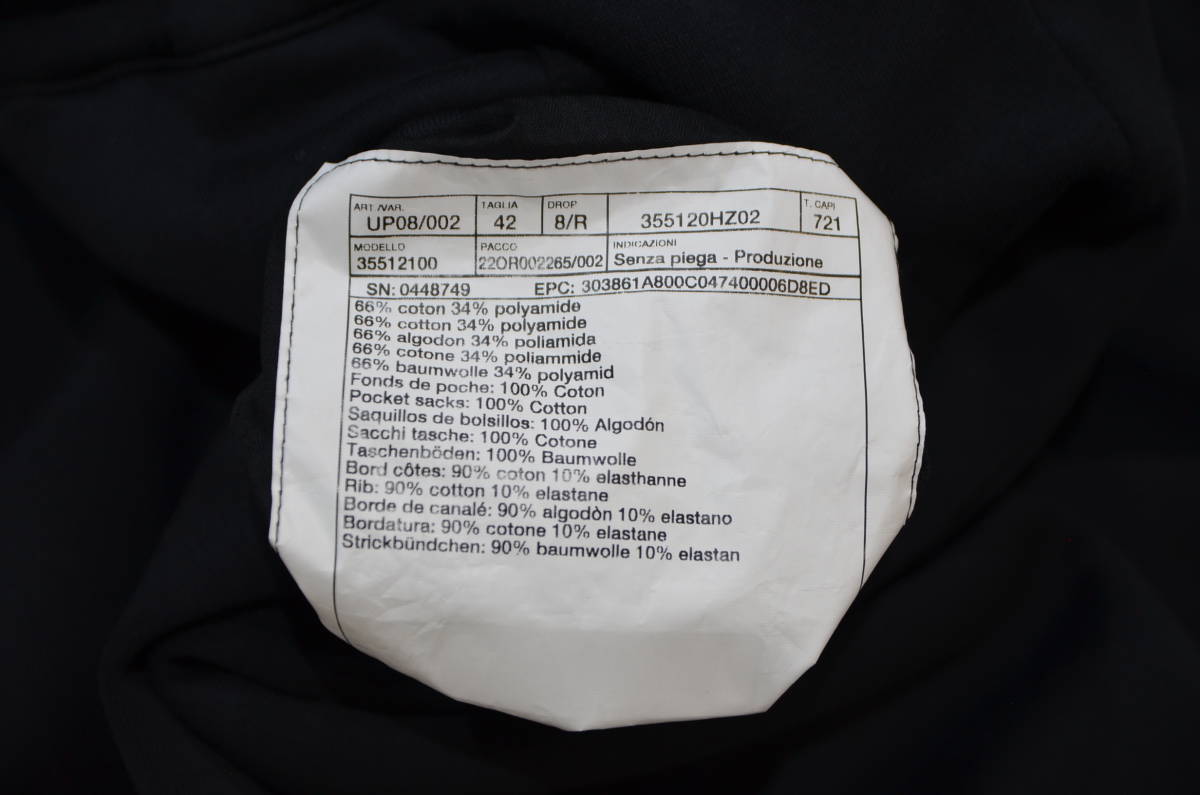 ART./VAR. TAGLIA DROP T. CAPI
UP08/002 42 8/R 355120HZ02 721
MODELLO PACCO INDICAZIONI
35512100 22OR002265/002 Senza piega - Produzione
SN: 0448749 EPC: 303861A800C047400006D8ED
66% coton 34% polyamide
66% cotton 34% polyamide
66% algodon 34% poliamida
66% cotone 34% poliammide
66% baumwolle 34% polyamid
Fonds de poche: 100% Coton
Pocket sacks: 100% Cotton
Saquillos de bolsillos: 100% Algodón
Sacchi tasche: 100% Cotone
Taschenböden: 100% Baumwolle
Bord côtes: 90% coton 10% elasthanne
Rib: 90% cotton 10% elastane
Borde de canalé: 90% algodòn 10% elastano
Bordatura: 90% cotone 10% elastane
Strickbündchen: 90% baumwolle 10% elastan